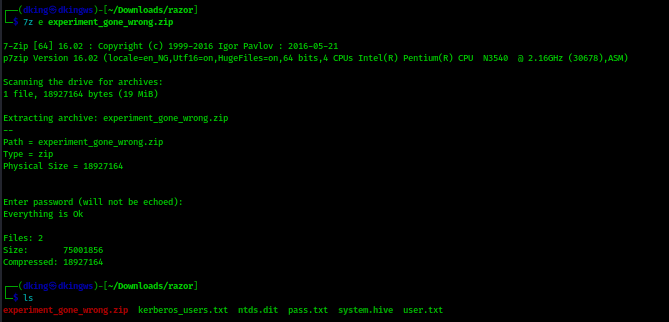 ┌──(dking㉿dkingus)-[~/Downloads/razor]
└─$ 7z e experiment_gone_wrong.zip
7-Zip [64] 16.02 : Copyright (c) 1999-2016 Igor Pavlov : 2016-05-21
p7zip Version 16.02 (locale=en_NG,Utf16=on,HugeFiles=on,64 bits,4 CPUs Intel(R) Pentium(R) CPU  N3540  @ 2.16GHz (30678),ASM)
Scanning the drive for archives:
1 file, 18927164 bytes (19 MiB)
Extracting archive: experiment_gone_wrong.zip
--
Path = experiment_gone_wrong.zip
Type = zip
Physical Size = 18927164
Enter password (will not be echoed):
Everything is Ok
Files: 2
Size:       75001856
Compressed: 18927164
┌──(dking㉿dkingus)-[~/Downloads/razor]
└─$ ls
experiment_gone_wrong.zip  kerberos_users.txt  ntds.dit  pass.txt  system.hive  user.txt